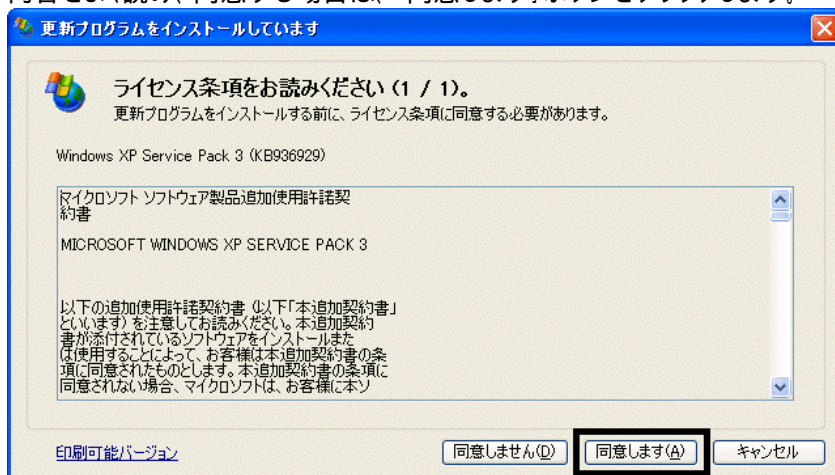 更新プログラムをインストールしています
ライセンス条項をお読みください (1 / 1)。
更新プログラムをインストールする前に、ライセンス条項に同意する必要があります。
Windows XP Service Pack 3 (KB936929)
マイクロソフト ソフトウェア製品追加使用許諾契
約書
MICROSOFT WINDOWS XP SERVICE PACK 3
以下の追加使用許諾契約書 (以下「本追加契約書」
といいます) を注意してお読みください。本追加契約
書が添付されているソフトウェアをインストールまた
は使用することによって、お客様は本追加契約書の条
項に同意されたものとします。本追加契約書の条項に
同意されない場合、マイクロソフトは、お客様に本ソ
印刷可能バージョン
同意しません(D)
同意します(A)
キャンセル